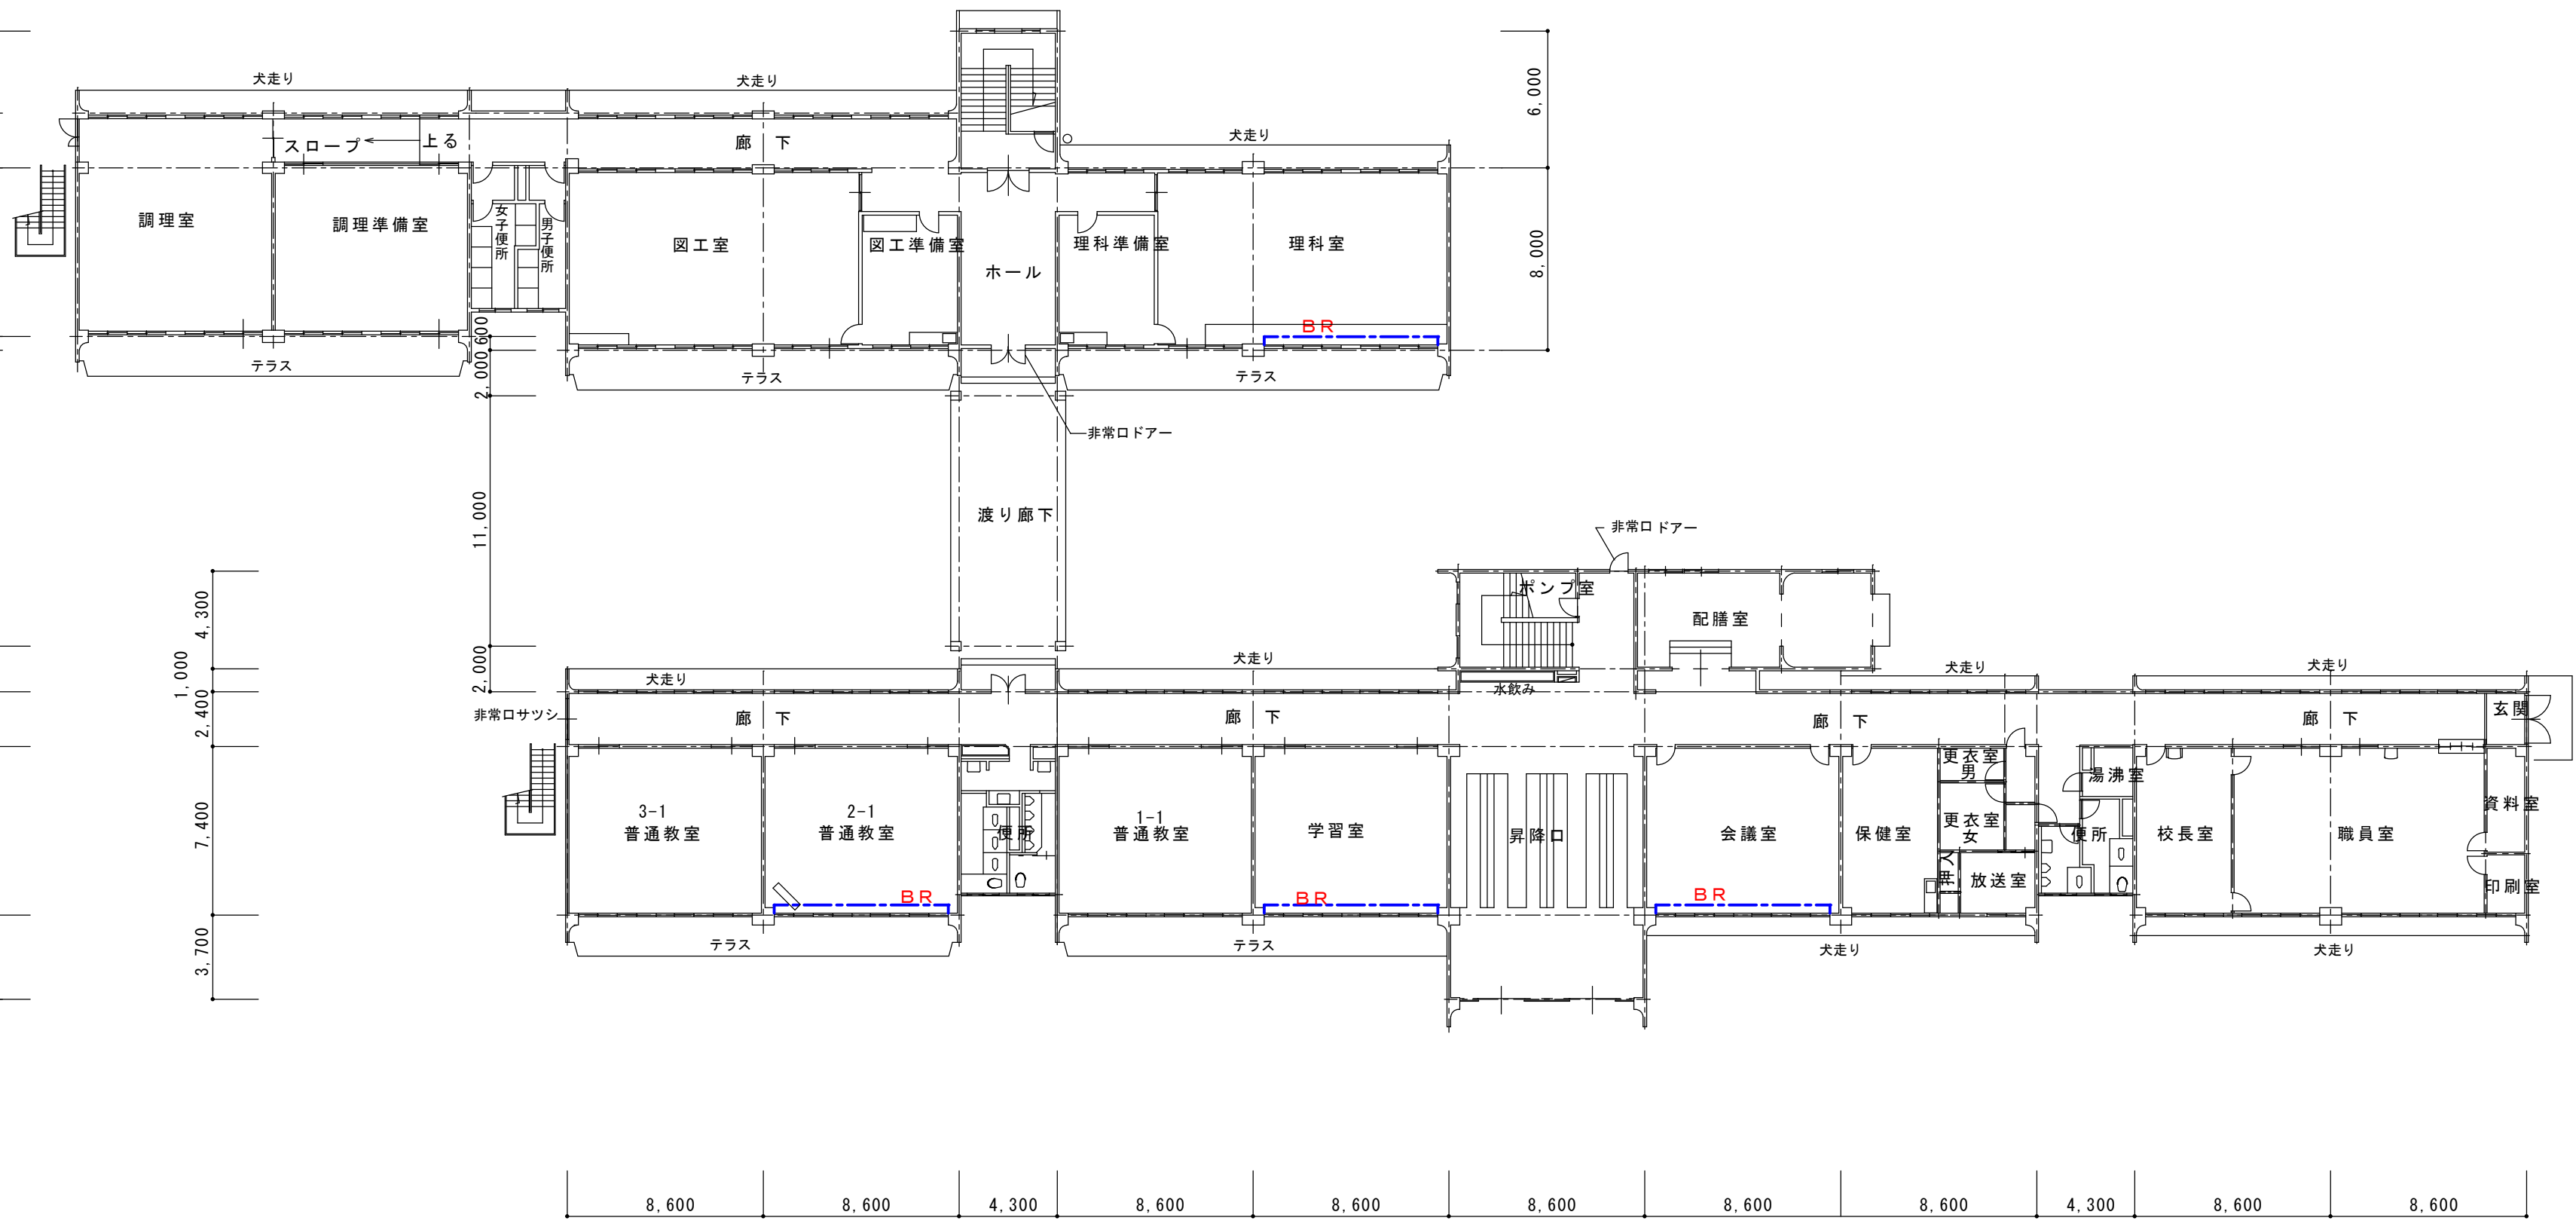 犬走り
犬走り
6,000
スロープ
上る
廊 下
犬走り
調理室
調理準備室
女子便所
男子便所
図工室
図工準備室
ホール
理科準備室
理科室
8,000
BR
600
テラス
テラス
テラス
2,000
非常口ドアー
11,000
渡り廊下
非常口ドアー
ポンプ室
配膳室
4,300
1,000
2,000
犬走り
犬走り
犬走り
犬走り
水飲み
2,400
非常口サツシ
廊 下
廊 下
廊 下
廊 下
玄関
7,400
3-1
普通教室
2-1
普通教室
便所
1-1
普通教室
学習室
昇降口
会議室
保健室
更衣室
男
更衣室
女
押入
放送室
湯沸室
便所
校長室
職員室
資料室
印刷室
BR
BR
BR
3,700
テラス
テラス
犬走り
犬走り
8,600
8,600
4,300
8,600
8,600
8,600
8,600
8,600
4,300
8,600
8,600